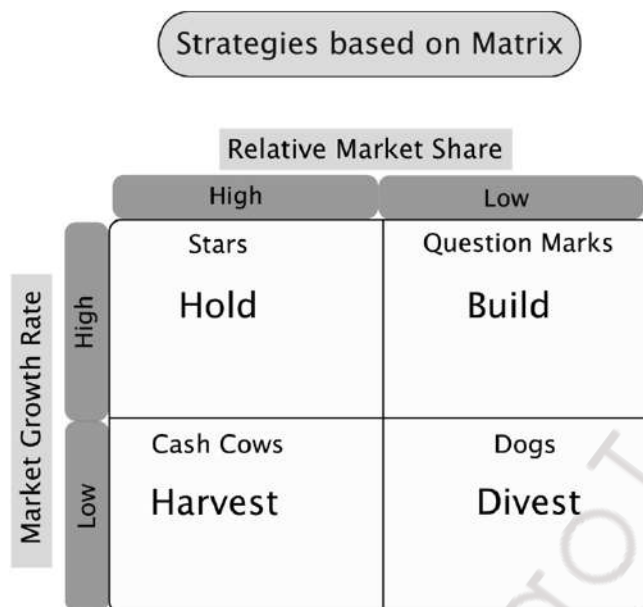 Strategies based on Matrix
Relative Market Share
High Low
Market Growth Rate
High
Stars Question Marks
Hold Build
Low
Cash Cows Dogs
Harvest Divest